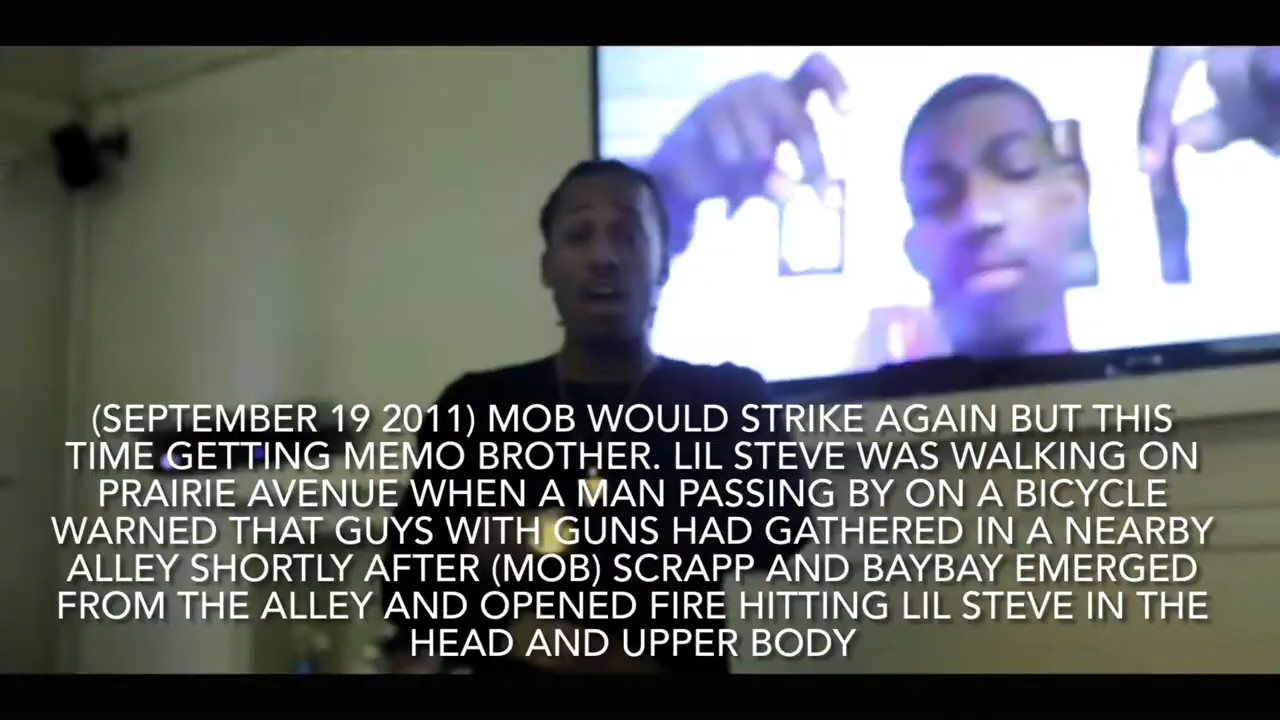 (SEPTEMBER 19 2011) MOB WOULD STRIKE AGAIN BUT THIS
TIME GETTING MEMO BROTHER. LIL STEVE WAS WALKING ON
PRAIRIE AVENUE WHEN A MAN PASSING BY ON A BICYCLE
WARNED THAT GUYS WITH GUNS HAD GATHERED IN A NEARBY
ALLEY SHORTLY AFTER (MOB) SCRAPP AND BAYBAY EMERGED
FROM THE ALLEY AND OPENED FIRE HITTING LIL STEVE IN THE
HEAD AND UPPER BODY